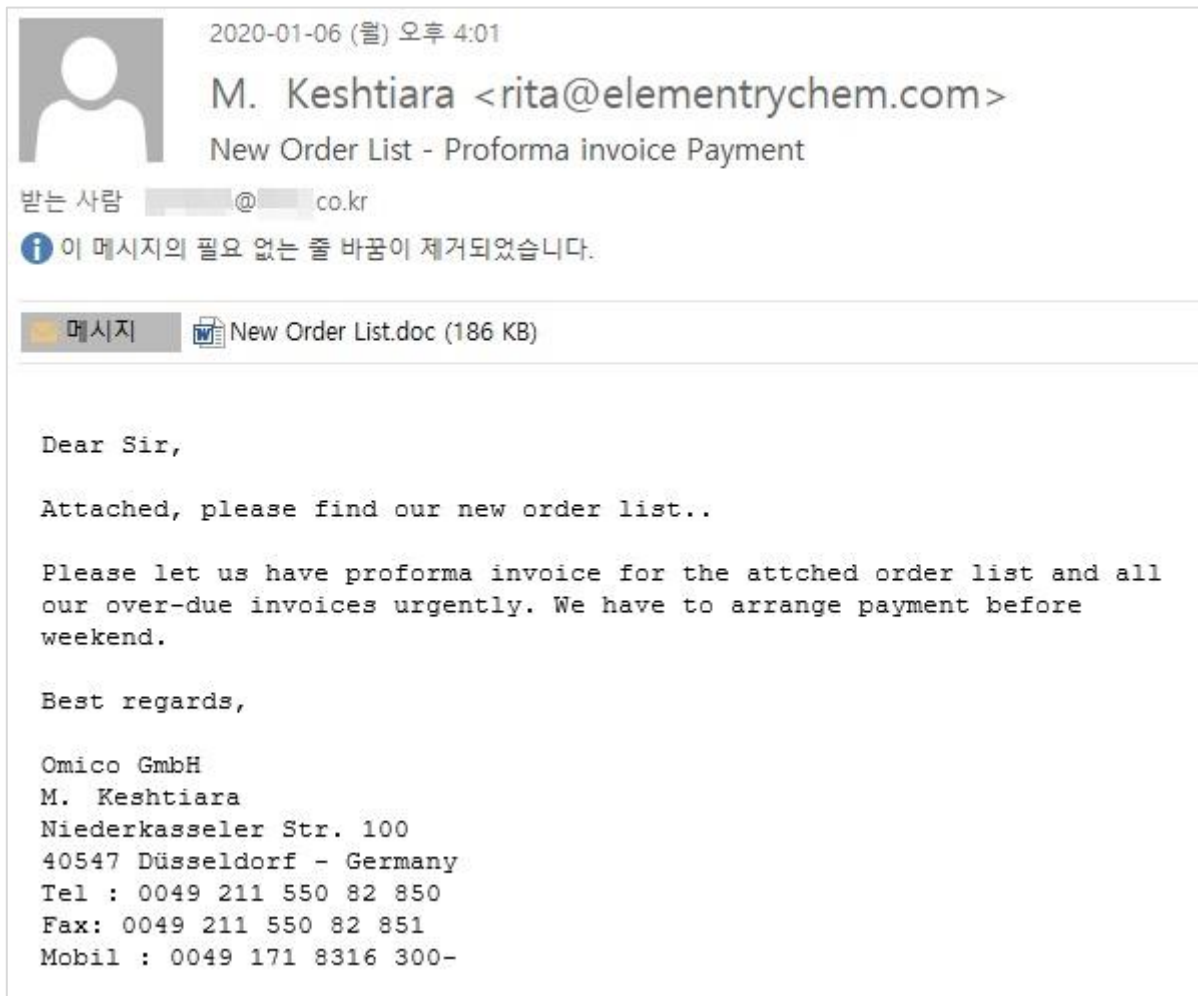 2020-01-06 (월) 오후 4:01
M. Keshtiara <rita@elementrychem.com>
New Order List - Proforma invoice Payment
받는 사람 @ co.kr
이 메시지의 필요 없는 줄 바꿈이 제거되었습니다.
메시지 New Order List.doc (186 KB)
Dear Sir,
Attached, please find our new order list..
Please let us have proforma invoice for the attched order list and all
our over-due invoices urgently. We have to arrange payment before
weekend.
Best regards,
Omico GmbH
M. Keshtiara
Niederkasseler Str. 100
40547 Düsseldorf - Germany
Tel : 0049 211 550 82 850
Fax: 0049 211 550 82 851
Mobil : 0049 171 8316 300-